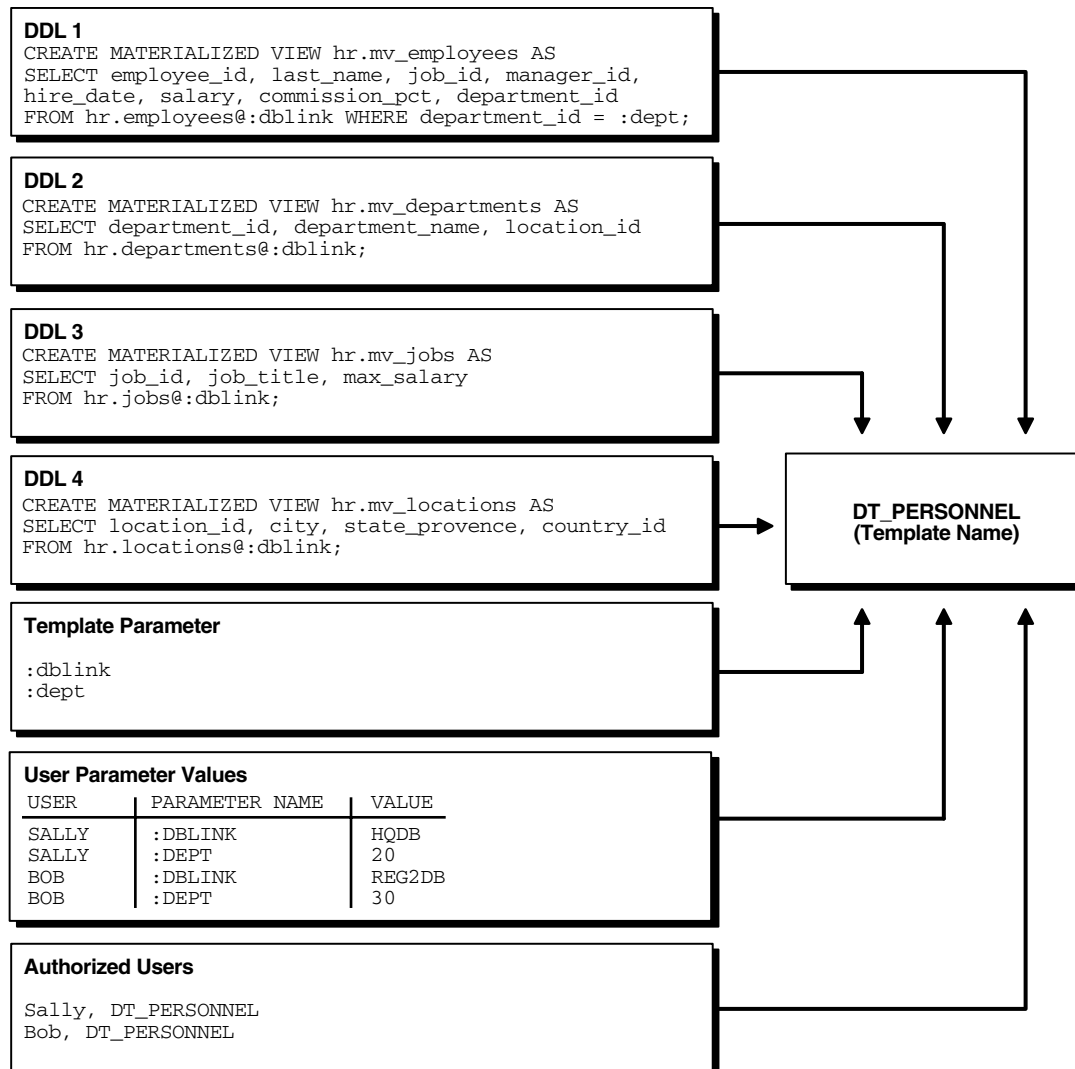 DDL 1
CREATE MATERIALIZED VIEW hr.mv_employees AS
SELECT employee_id, last_name, job_id, manager_id,
hire_date, salary, commission_pct, department_id
FROM hr.employees@:dblink WHERE department_id = :dept;
DDL 2
CREATE MATERIALIZED VIEW hr.mv_departments AS
SELECT department_id, department_name, location_id
FROM hr.departments@:dblink;
DDL 3
CREATE MATERIALIZED VIEW hr.mv_jobs AS
SELECT job_id, job_title, max_salary
FROM hr.jobs@:dblink;
DDL 4
CREATE MATERIALIZED VIEW hr.mv_locations AS
SELECT location_id, city, state_provence, country_id
FROM hr.locations@:dblink;
DT_PERSONNEL
(Template Name)
Template Parameter
:dblink
:dept
User Parameter Values
USER PARAMETER NAME VALUE
SALLY :DBLINK HQDB
SALLY :DEPT 20
BOB :DBLINK REG2DB
BOB :DEPT 30
Authorized Users
Sally, DT_PERSONNEL
Bob, DT_PERSONNEL